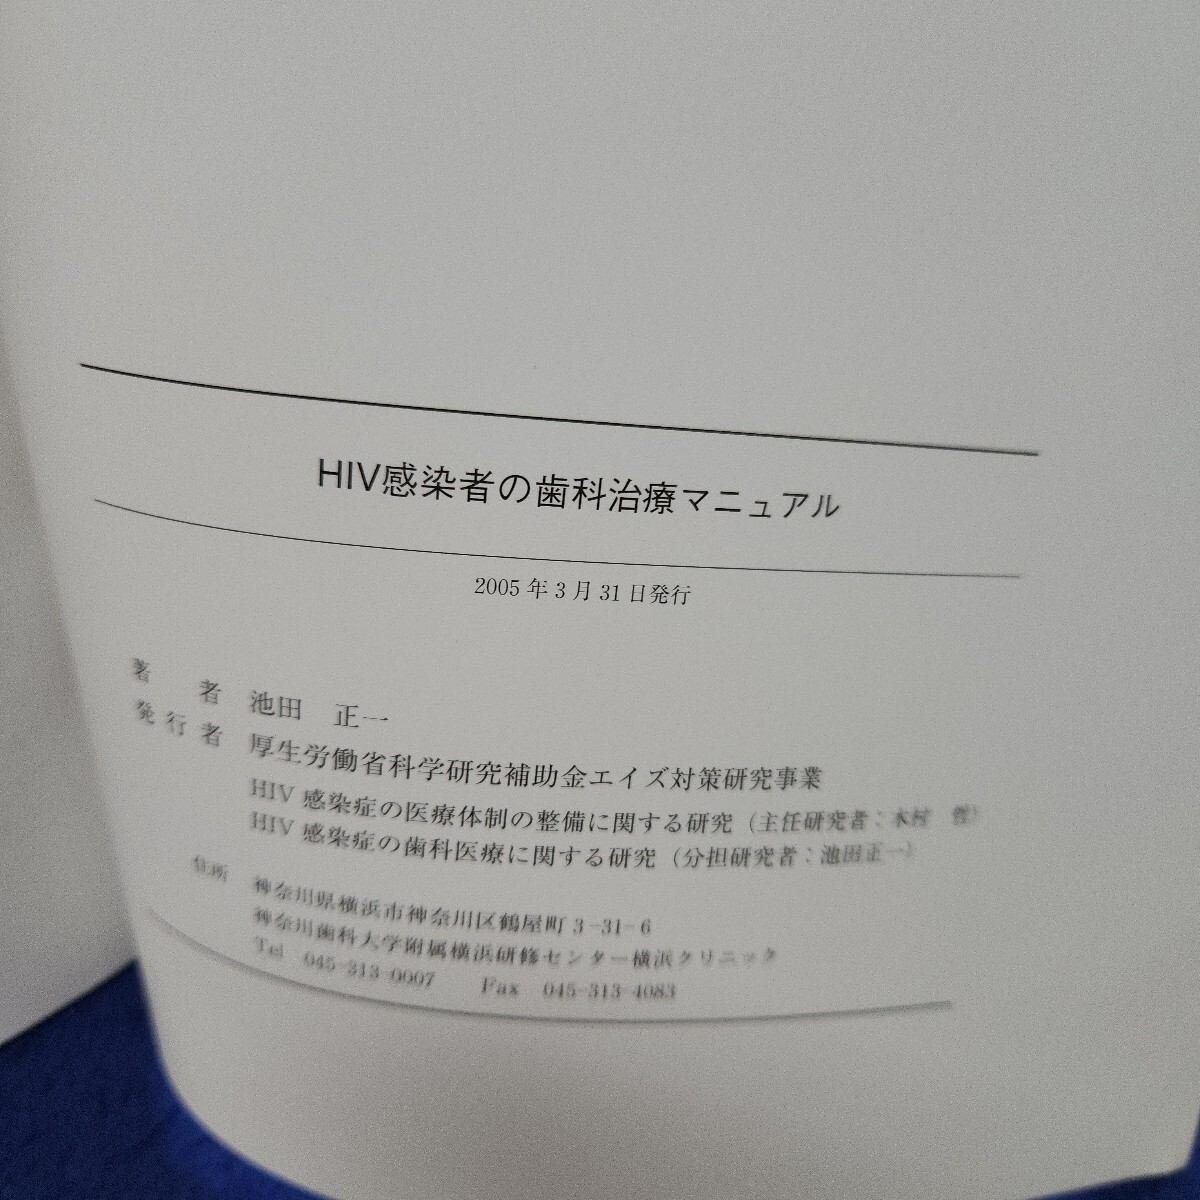 HIV感染者の歯科治療マニュアル
2005年3月31日発行
著者 池田 正一
発行者 厚生労働省科学研究補助金エイズ対策研究事業
HIV 感染症の医療体制の整備に関する研究（主任研究者：木村 哲）
HIV 感染症の歯科医療に関する研究（分担研究者：池田正一）
住所 神奈川県横浜市神奈川区鶴屋町3-31-6
神奈川歯科大学附属横浜研修センター横浜クリニック
Tel 045-313-0007 Fax 045-313-4083